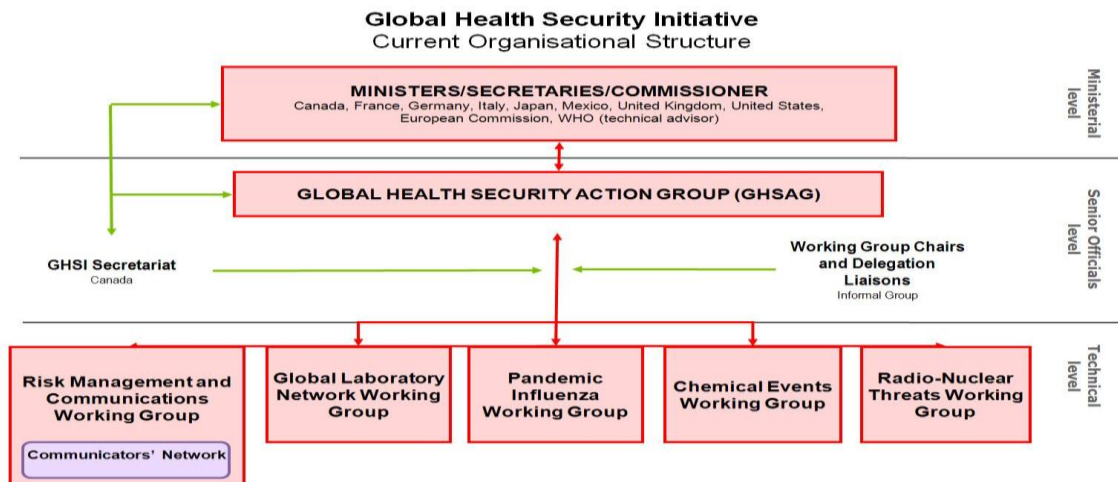 Global Health Security Initiative
Current Organisational Structure
MINISTERS/SECRETARIES/COMMISSIONER
Canada, France, Germany, Italy, Japan, Mexico, United Kingdom, United States,
European Commission, WHO (technical advisor)
Ministerial
level
GLOBAL HEALTH SECURITY ACTION GROUP (GHSAG)
Senior Officials
level
GHSI Secretariat
Canada
Working Group Chairs
and Delegation
Liaisons
Informal Group
Risk Management and
Communications
Working Group
Communicators' Network
Global Laboratory
Network Working
Group
Pandemic
Influenza
Working Group
Chemical Events
Working Group
Radio-Nuclear
Threats Working
Group
Technical
level